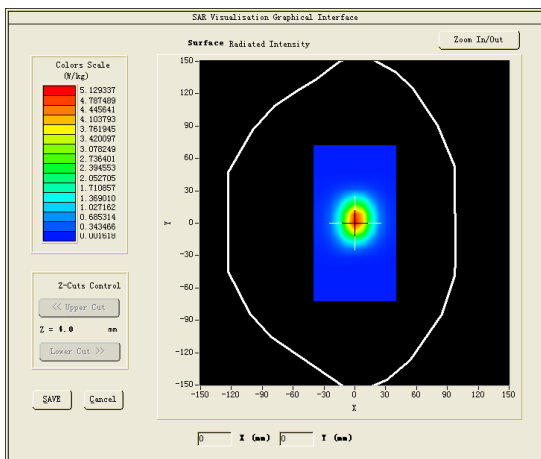 SAR Visualisation Graphical Interface
Surface Radiated Intensity
Zoom In/Out
Colors Scale
(W/kg)
5.129337
4.787489
4.445641
4.103793
3.761945
3.420097
3.078249
2.736401
2.394553
2.052705
1.710857
1.369010
1.027162
0.685314
0.343466
0.001618
Z-Cuts Control
<< Upper Cut
Z = 4.0 mm
Lower Cut >>
SAVE Cancel
150
120
90
60
30
0
-30
-60
-90
-120
-150
Y
-150 -120 -90 -60 -30 0 30 60 90 120 150
X
0 X (mm) 0 Y (mm)